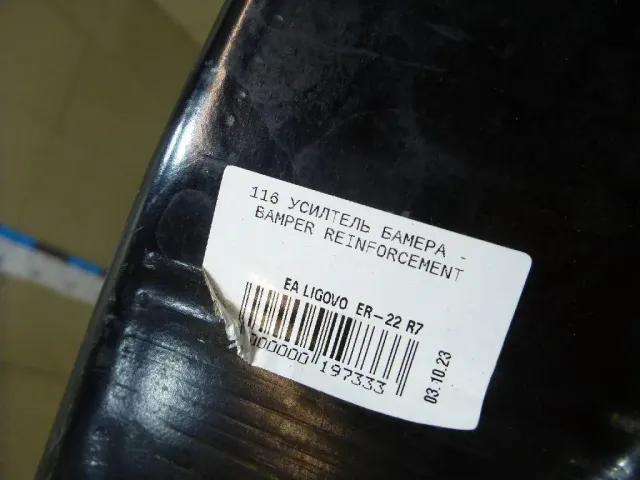 116 УСИЛТЕЛЬ БАМЕРА -
BAMPER REINFORCEMENT
EA LIGOVO ER-22 R7
000000197333
03.10.23